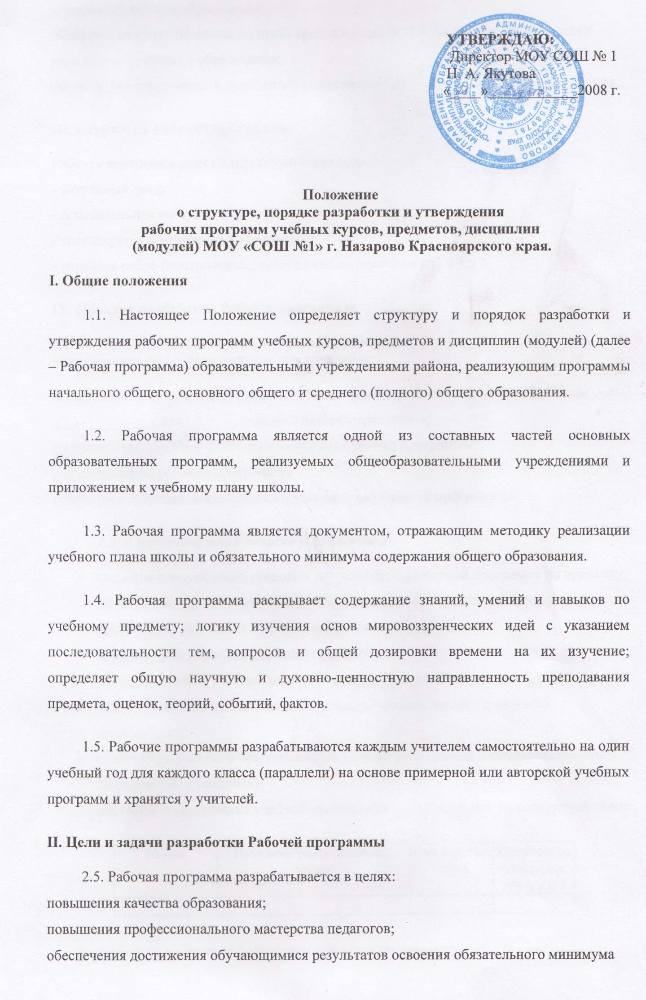 УТВЕРЖДАЮ:
Директор МОУ СОШ № 1
Н. А. Якутова
« » 2008 г.
УПРАВЛЕНИЕ ОБРАЗОВАНИЯ АДМИНИСТРАЦИИ ГОРОДА НАЗАРОВО
Положение
о структуре, порядке разработки и утверждения
рабочих программ учебных курсов, предметов, дисциплин
(модулей) МОУ «СОШ №1» г. Назарово Красноярского края.
I. Общие положения
1.1. Настоящее Положение определяет структуру и порядок разработки и
утверждения рабочих программ учебных курсов, предметов и дисциплин (модулей) (далее
– Рабочая программа) образовательными учреждениями района, реализующим программы
начального общего, основного общего и среднего (полного) общего образования.
1.2. Рабочая программа является одной из составных частей основных
образовательных программ, реализуемых общеобразовательными учреждениями и
приложением к учебному плану школы.
1.3. Рабочая программа является документом, отражающим методику реализации
учебного плана школы и обязательного минимума содержания общего образования.
1.4. Рабочая программа раскрывает содержание знаний, умений и навыков по
учебному предмету; логику изучения основ мировоззренческих идей с указанием
последовательности тем, вопросов и общей дозировки времени на их изучение;
определяет общую научную и духовно-ценностную направленность преподавания
предмета, оценок, теорий, событий, фактов.
1.5. Рабочие программы разрабатываются каждым учителем самостоятельно на один
учебный год для каждого класса (параллели) на основе примерной или авторской учебных
программ и хранятся у учителей.
II. Цели и задачи разработки Рабочей программы
2.5. Рабочая программа разрабатывается в целях:
повышения качества образования;
повышения профессионального мастерства педагогов;
обеспечения достижения обучающимися результатов освоения обязательного минимума